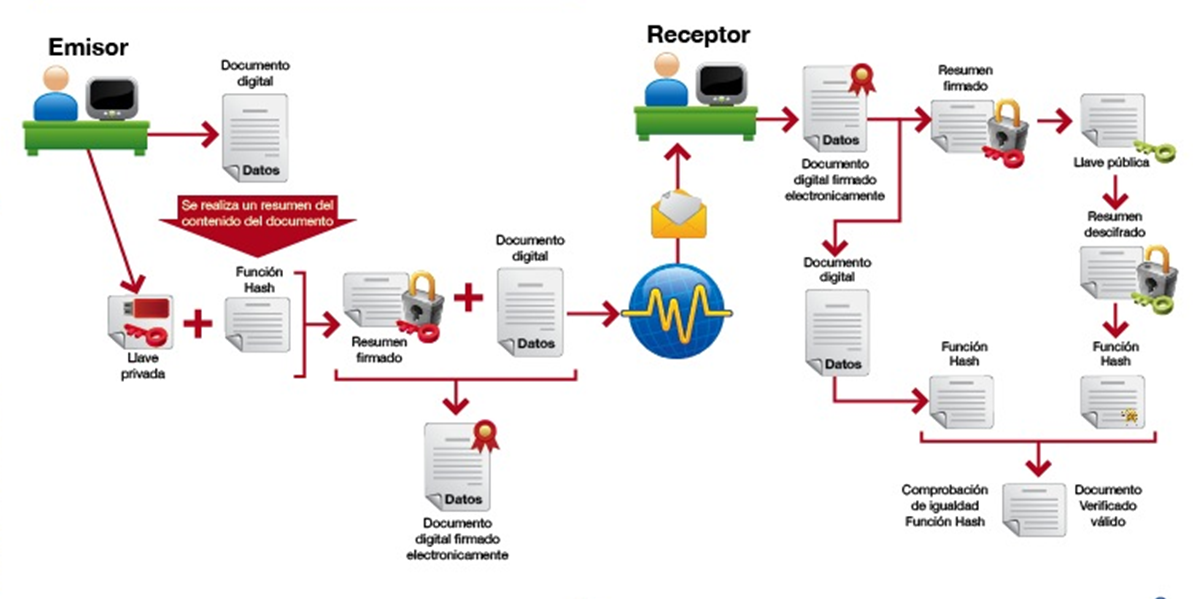 Emisor
Documento
digital
Datos
Se realiza un resumen del
contenido del documento
Llave
privada
Función
Hash
Resumen
firmado
Documento
digital
Datos
Datos
Documento
digital firmado
electronicamente
Receptor
Datos
Documento
digital firmado
electronicamente
Resumen
firmado
Llave pública
Resumen
descifrado
Documento
digital
Datos
Función
Hash
Función
Hash
Comprobación
de igualdad
Función Hash
Documento
Verificado
válido